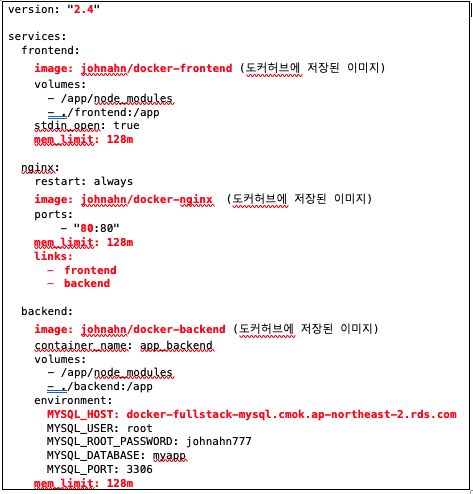 version: "2.4"
services:
  frontend:
    image: johnahn/docker-frontend (도커허브에 저장된 이미지)
    volumes:
      - /app/node_modules
      - ./frontend:/app
    stdin_open: true
    mem_limit: 128m
  nginx:
    restart: always
    image: johnahn/docker-nginx  (도커허브에 저장된 이미지)
    ports:
        - "80:80"
    mem_limit: 128m
    links:
      - frontend
      - backend
  backend:
    image: johnahn/docker-backend (도커허브에 저장된 이미지)
    container_name: app_backend
    volumes:
      - /app/node_modules
      - ./backend:/app
    environment:
      MYSQL_HOST: docker-fullstack-mysql.cmok.ap-northeast-2.rds.com
      MYSQL_USER: root
      MYSQL_ROOT_PASSWORD: johnahn777
      MYSQL_DATABASE: myapp
      MYSQL_PORT: 3306
    mem_limit: 128m